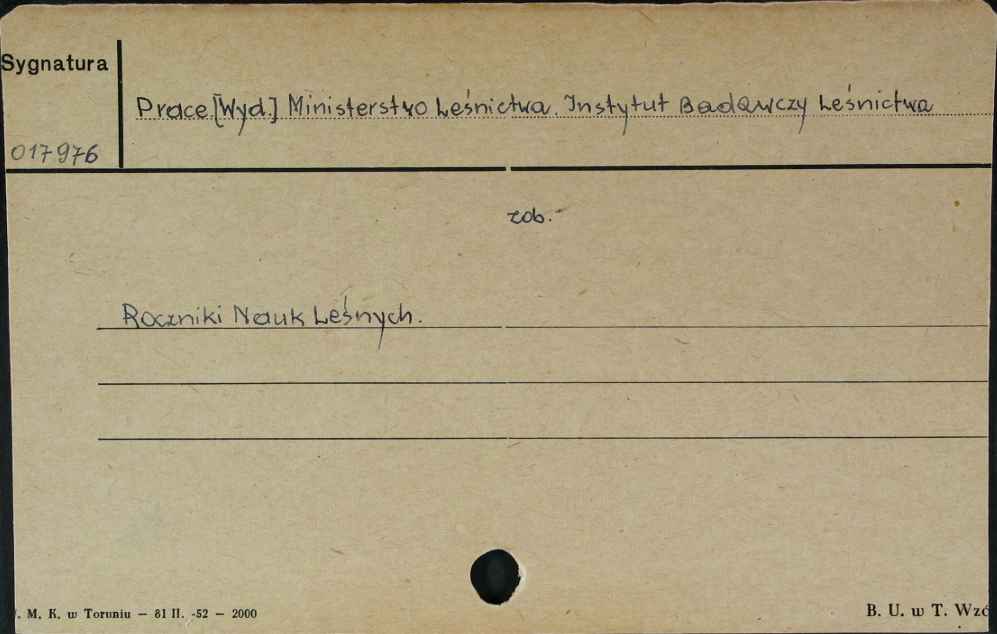 Sygnatura
Prace [Wyd.] Ministerstwo Leśnictwa. Instytut Badawczy Leśnictwa
017976
zob.
Roczniki Nauk Leśnych.
. M. K. w Toruniu — 81 II. -52 — 2000
B. U. w T. Wzó